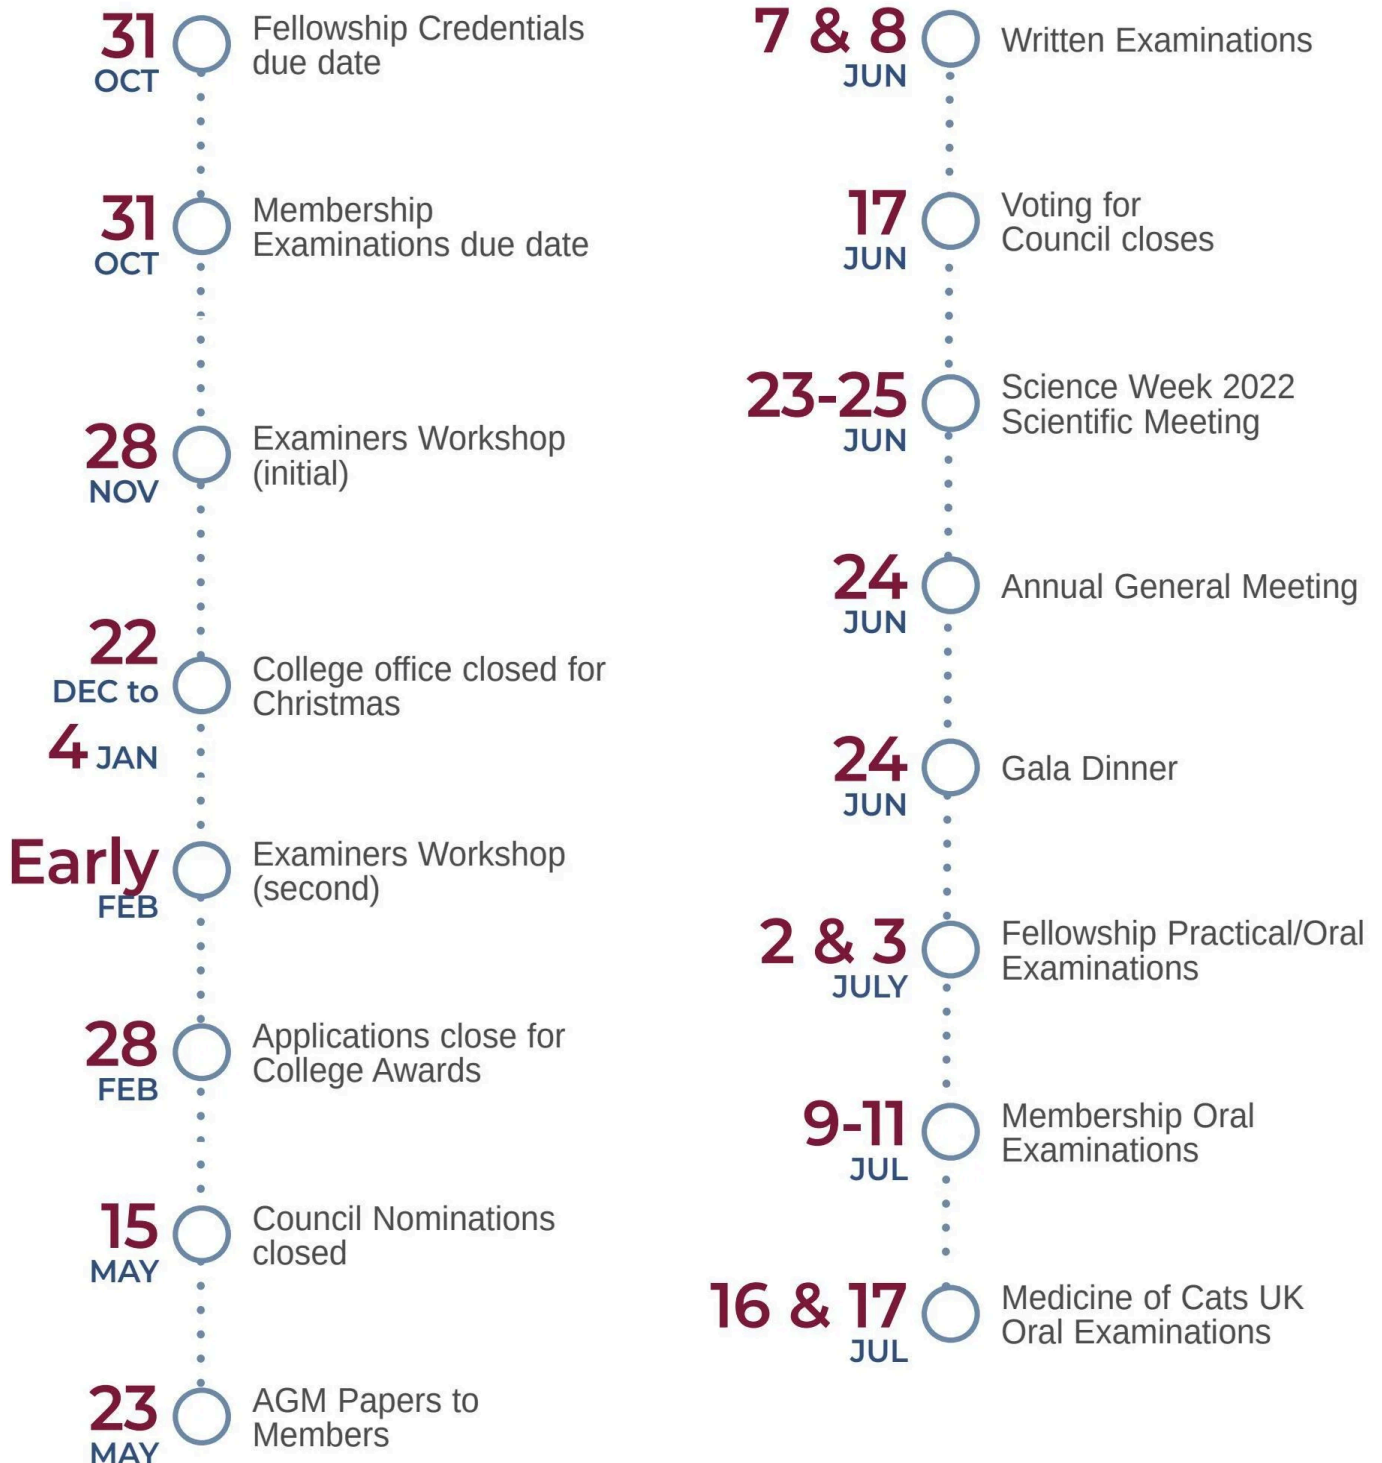 31
OCT
Fellowship Credentials
due date
31
OCT
Membership
Examinations due date
28
NOV
Examiners Workshop
(initial)
22
DEC to
4 JAN
College office closed for
Christmas
Early
FEB
Examiners Workshop
(second)
28
FEB
Applications close for
College Awards
15
MAY
Council Nominations
closed
23
MAY
AGM Papers to
Members
7 & 8
JUN
Written Examinations
17
JUN
Voting for
Council closes
23-25
JUN
Science Week 2022
Scientific Meeting
24
JUN
Annual General Meeting
24
JUN
Gala Dinner
2 & 3
JULY
Fellowship Practical/Oral
Examinations
9-11
JUL
Membership Oral
Examinations
16 & 17
JUL
Medicine of Cats UK
Oral Examinations